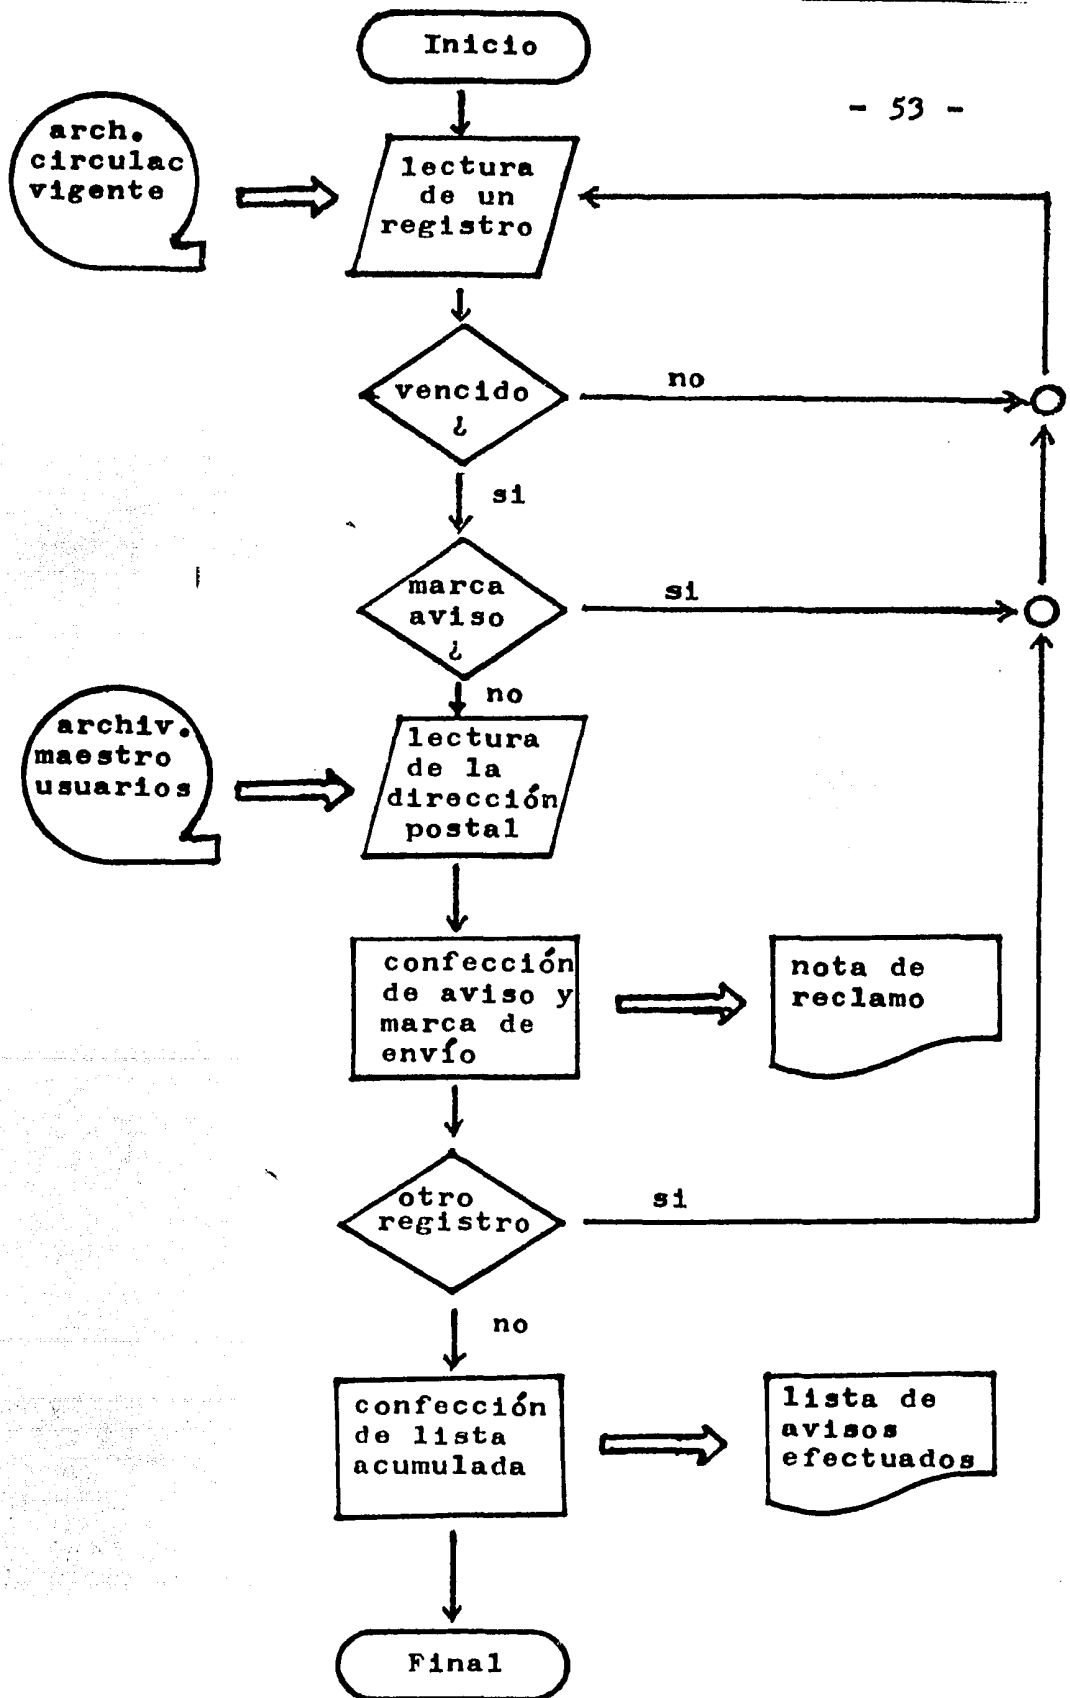 Inicio
- 53 -
arch.
circulac
vigente
lectura
de un
registro
vencido
¿
no
si
marca
aviso
¿
si
no
archiv.
maestro
usuarios
lectura
de la
dirección
postal
confección
de aviso y
marca de
envío
nota de
reclamo
otro
registro
si
no
confección
de lista
acumulada
lista de
avisos
efectuados
Final